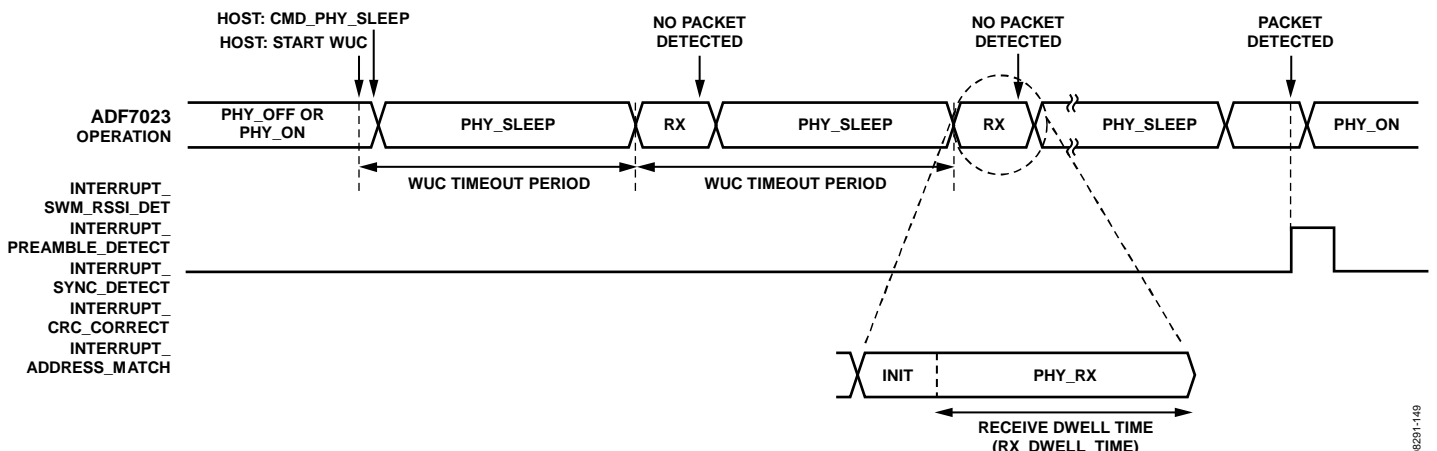 HOST: CMD_PHY_SLEEP
HOST: START WUC
NO PACKET
DETECTED
NO PACKET
DETECTED
PACKET
DETECTED
ADF7023
OPERATION
PHY_OFF OR
PHY_ON
PHY_SLEEP
RX
PHY_SLEEP
RX
PHY_SLEEP
PHY_ON
WUC TIMEOUT PERIOD
WUC TIMEOUT PERIOD
INTERRUPT_
SWM_RSSI_DET
INTERRUPT_
PREAMBLE_DETECT
INTERRUPT_
SYNC_DETECT
INTERRUPT_
CRC_CORRECT
INTERRUPT_
ADDRESS_MATCH
INIT
PHY_RX
RECEIVE DWELL TIME
(RX_DWELL_TIME)
08291-149